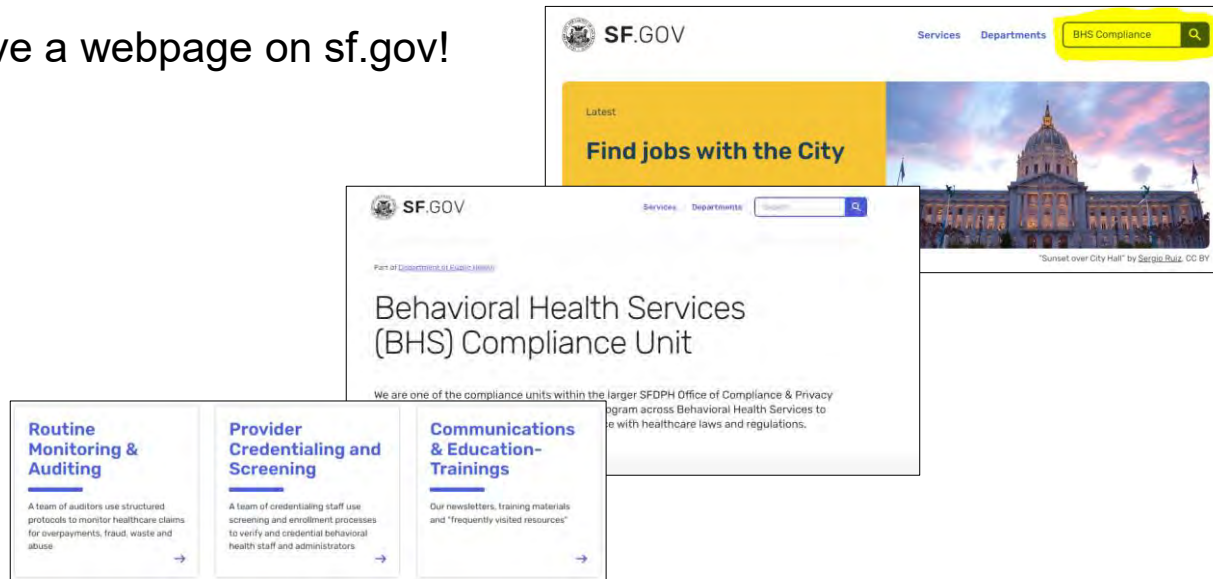 ve a webpage on sf.gov!
SF.GOV
Services Departments BHS Compliance
Latest
Find jobs with the City
"Sunset over City Hall" by Sergio Ruiz, CC BY
SF.GOV
Services Departments Search
Part of Department of Public Health
Behavioral Health Services
(BHS) Compliance Unit
We are one of the compliance units within the larger SFDPH Office of Compliance & Privacy
ogram across Behavioral Health Services to
ce with healthcare laws and regulations.
Routine
Monitoring &
Auditing
A team of auditors use structured
protocols to monitor healthcare claims
for overpayments, fraud, waste and
abuse
Provider
Credentialing and
Screening
A team of credentialing staff use
screening and enrollment processes
to verify and credential behavioral
health staff and administrators
Communications
& Education-
Trainings
Our newsletters, training materials
and "frequently visited resources"